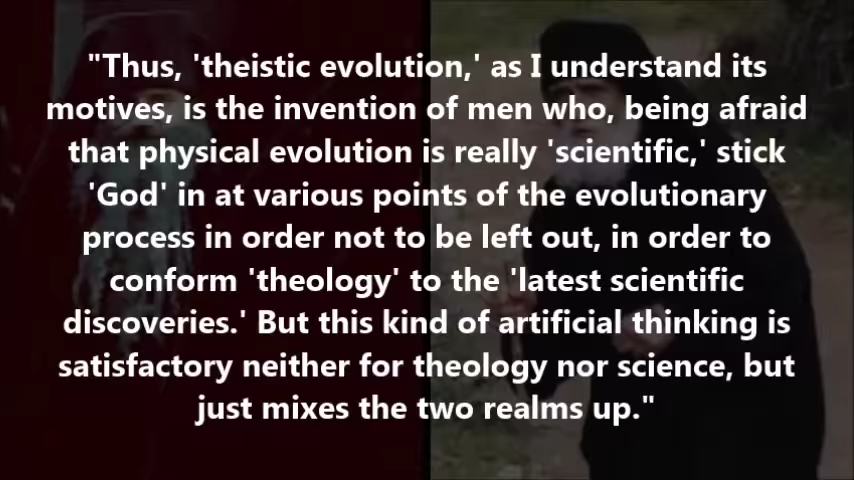 "Thus, 'theistic evolution,' as I understand its
motives, is the invention of men who, being afraid
that physical evolution is really 'scientific,' stick
'God' in at various points of the evolutionary
process in order not to be left out, in order to
conform 'theology' to the 'latest scientific
discoveries.' But this kind of artificial thinking is
satisfactory neither for theology nor science, but
just mixes the two realms up."